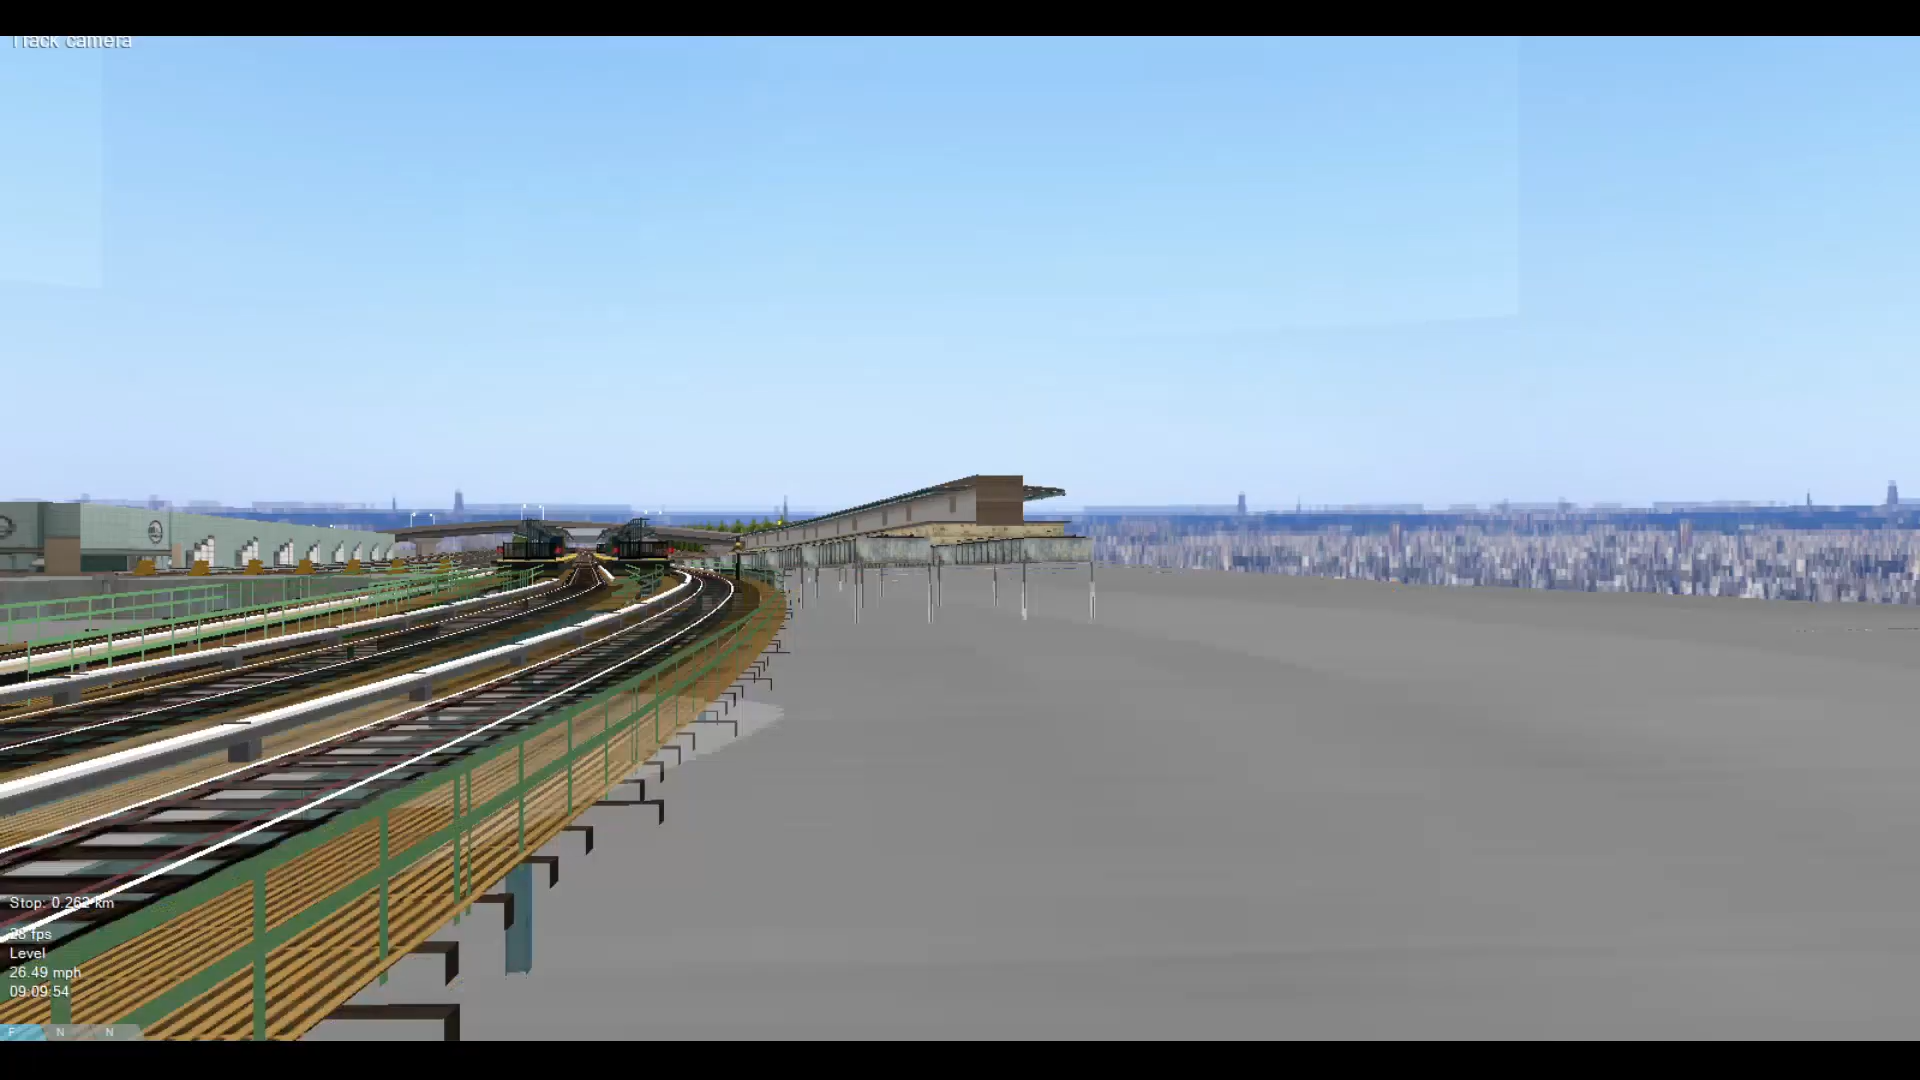 Track camera
Stop: 0.262 km
28 fps
Level
26.49 mph
09:09:54
F N N